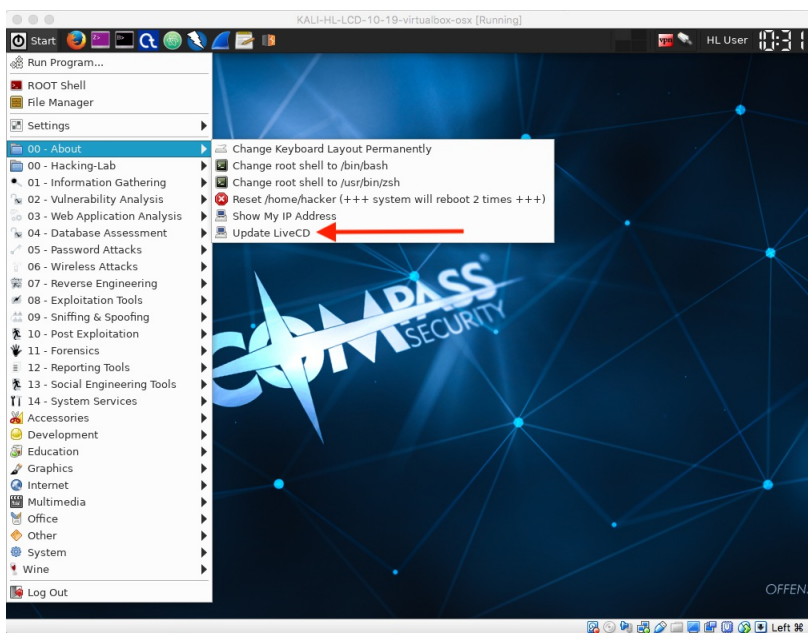 KALI-HL-LCD-10-19-virtualbox-osx [Running]
Start
vpn
HL User
Run Program...
ROOT Shell
File Manager
Settings
00 - About
00 - Hacking-Lab
01 - Information Gathering
02 - Vulnerability Analysis
03 - Web Application Analysis
04 - Database Assessment
05 - Password Attacks
06 - Wireless Attacks
07 - Reverse Engineering
08 - Exploitation Tools
09 - Sniffing & Spoofing
10 - Post Exploitation
11 - Forensics
12 - Reporting Tools
13 - Social Engineering Tools
14 - System Services
Accessories
Development
Education
Graphics
Internet
Multimedia
Office
Other
System
Wine
Log Out
Change Keyboard Layout Permanently
Change root shell to /bin/bash
Change root shell to /usr/bin/zsh
Reset /home/hacker (+++ system will reboot 2 times +++)
Show My IP Address
Update LiveCD
COMPASS
SECURITY
OFFEN
Left ⌘